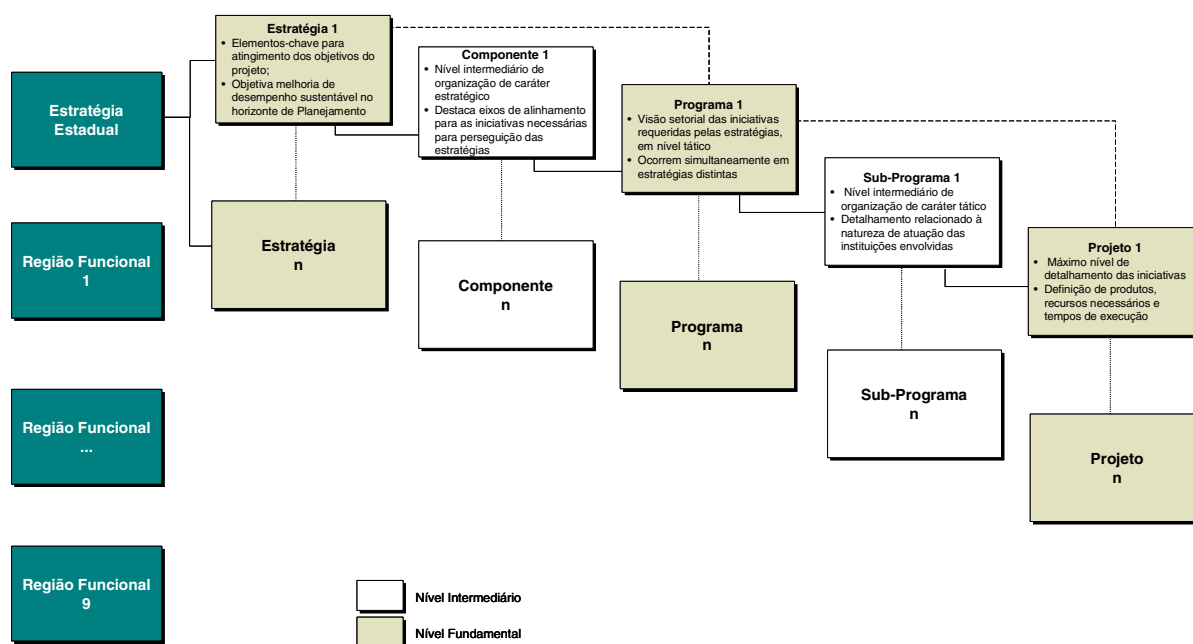 Estratégia
Estadual
Região Funcional
1
Região Funcional
...
Região Funcional
9
Estratégia 1
• Elementos-chave para
atingimento dos objetivos do
projeto;
• Objetiva melhoria de
desempenho sustentável no
horizonte de Planejamento
Estratégia
n
Componente 1
• Nível intermediário de
organização de caráter
estratégico
• Destaca eixos de alinhamento
para as iniciativas necessárias
para perseguição das
estratégias
Componente
n
Programa 1
• Visão setorial das iniciativas
requeridas pelas estratégias,
em nível tático
• Ocorrem simultaneamente em
estratégias distintas
Programa
n
Sub-Programa 1
• Nível intermediário de
organização de caráter tático
• Detalhamento relacionado à
natureza de atuação das
instituições envolvidas
Sub-Programa
n
Projeto 1
• Máximo nível de
detalhamento das iniciativas
• Definição de produtos,
recursos necessários e
tempos de execução
Projeto
n
Nível Intermediário
Nível Fundamental